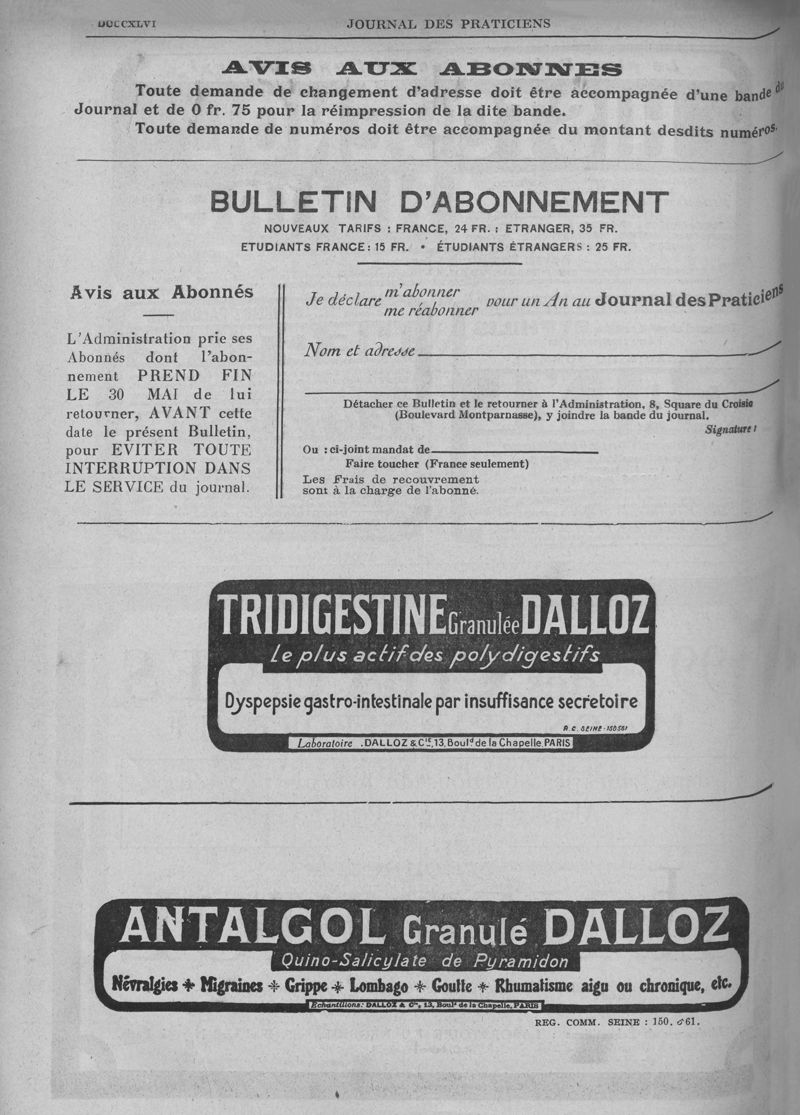 DCCCXLVI
JOURNAL DES PRATICIENS
AVIS AUX ABONNES
Toute demande de changement d'adresse doit être accompagnée d'une bande du
Journal et de 0 fr. 75 pour la réimpression de la dite bande.
Toute demande de numéros doit être accompagnée du montant desdits numéros.
BULLETIN D'ABONNEMENT
NOUVEAUX TARIFS : FRANCE, 24 FR. : ETRANGER, 35 FR.
ETUDIANTS FRANCE : 15 FR. • ÉTUDIANTS ÉTRANGERS : 25 FR.
Avis aux Abonnés
L'Administration prie ses
Abonnés dont l'abon-
nement PREND FIN
LE 30 MAI de lui
retourner, AVANT cette
date le présent Bulletin,
pour EVITER TOUTE
INTERRUPTION DANS
LE SERVICE du journal.
Je déclare m'abonner pour un An au Journal des Praticiens
me réabonner
Nom et adresse
Détacher ce Bulletin et le retourner à l'Administration, 8, Square du Croisic
(Boulevard Montparnasse), y joindre la bande du journal.
Signature :
Ou : ci-joint mandat de
Faire toucher (France seulement)
Les Frais de recouvrement
sont à la charge de l'abonné.
TRIDIGESTINE Granulée DALLOZ
Le plus actif des polydigestifs
Dyspepsie gastro-intestinale par insuffisance secretoire
R. C. SEINE - 150561
Laboratoire . DALLOZ & Cie, 13, Bould de la Chapelle, PARIS
ANTALGOL Granulé DALLOZ
Quino-Salicylate de Pyramidon
Névralgies ✦ Migraines ✦ Grippe ✦ Lombago ✦ Goutte ✦ Rhumatisme aigu ou chronique, etc.
Echantillons : DALLOZ & Cie, 13, Bould de la Chapelle, PARIS
REG. COMM. SEINE : 150. 561.